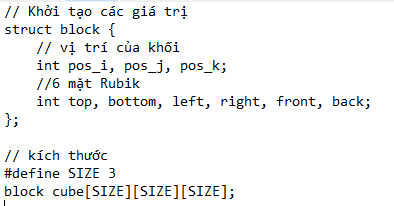 // Khởi tạo các giá trị
struct block {
    // vị trí của khối
    int pos_i, pos_j, pos_k;
    //6 mặt Rubik
    int top, bottom, left, right, front, back;
};

// kích thước
#define SIZE 3
block cube[SIZE][SIZE][SIZE];